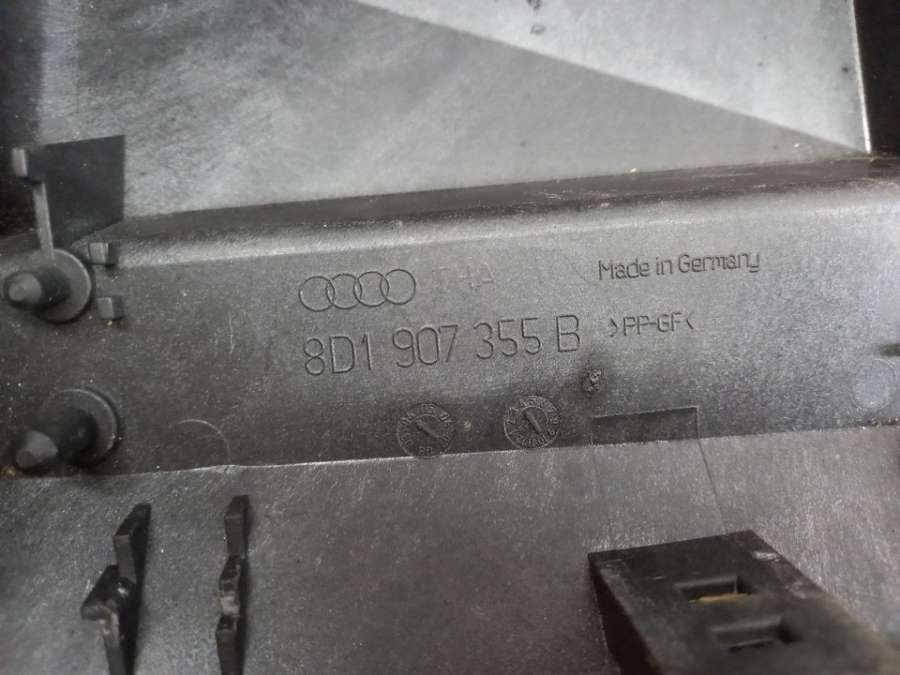 Made in Germany
8D1 907 355 B >PP-GF<